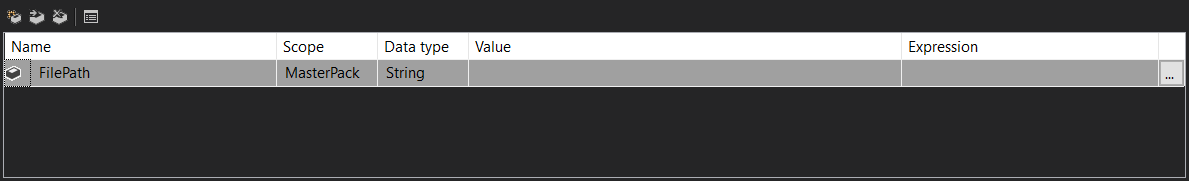 Name Scope Data type Value Expression
FilePath MasterPack String ...